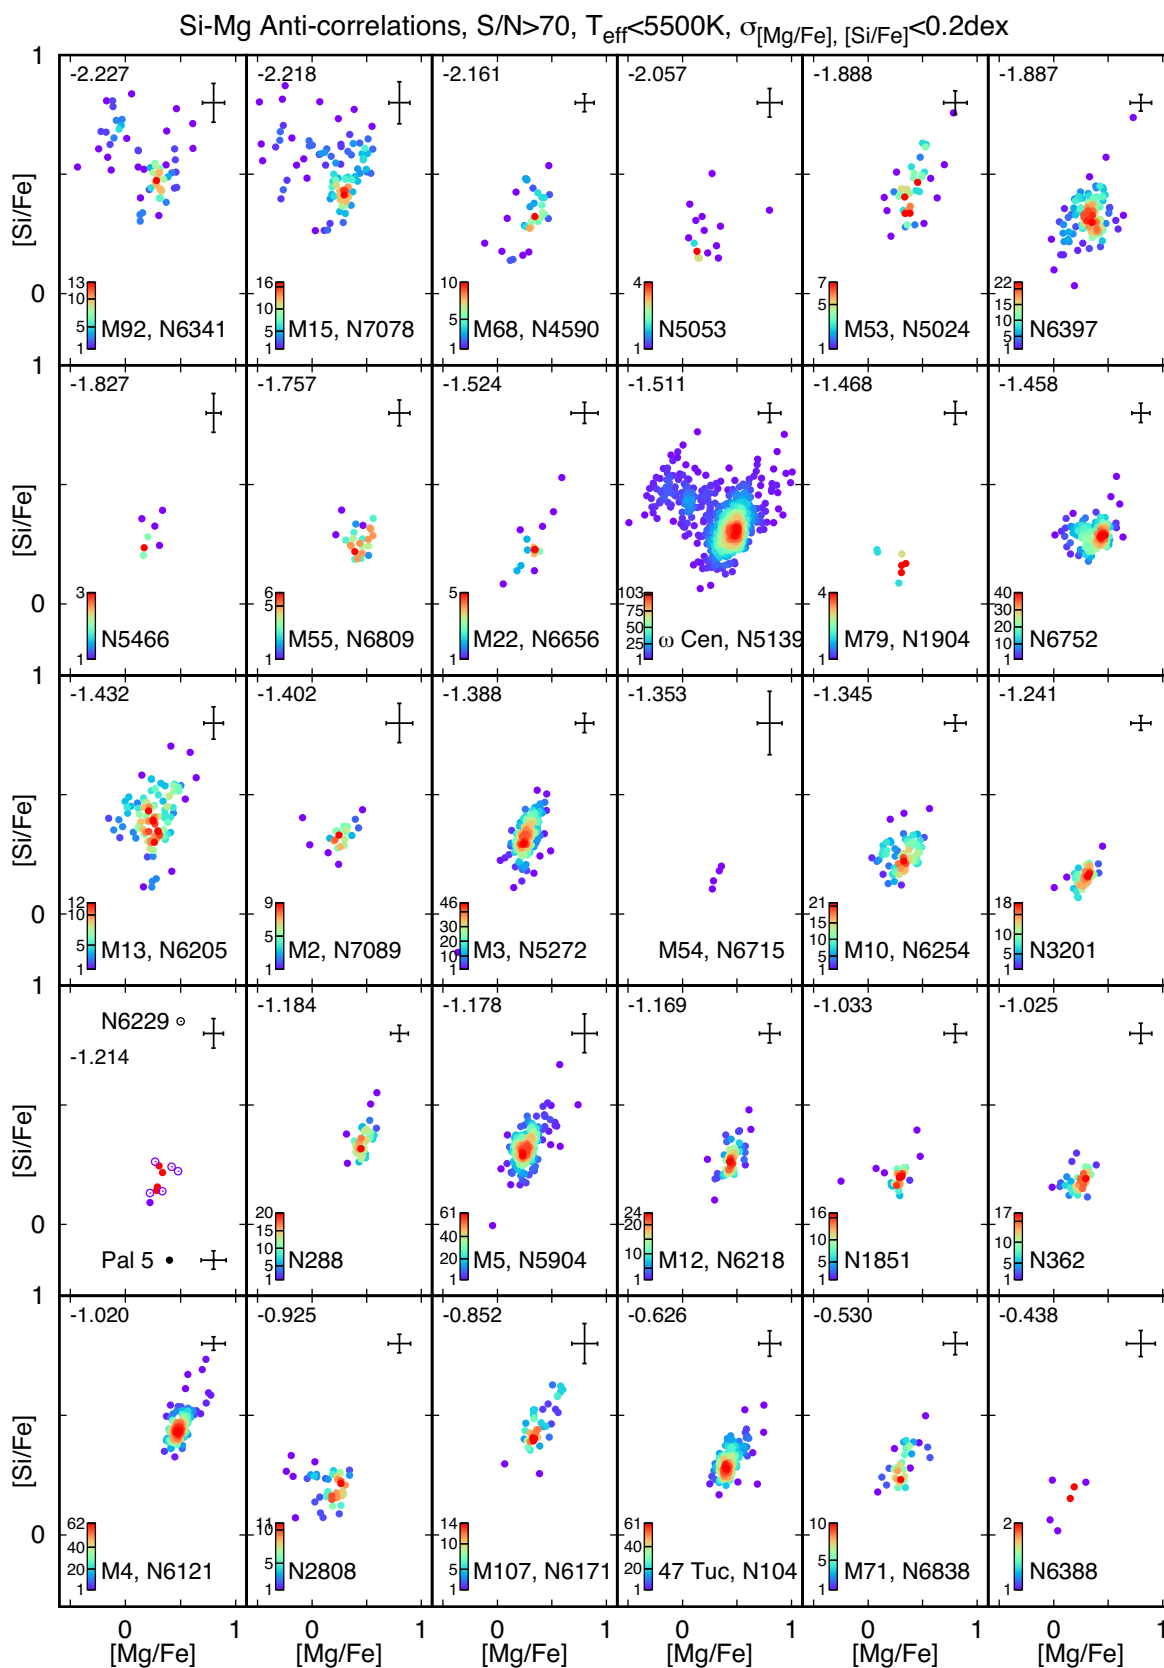 Si-Mg Anti-correlations, S/N>70, T_eff<5500K, σ_[Mg/Fe], [Si/Fe]<0.2dex
1
-2.227 -2.218 -2.161 -2.057 -1.888 -1.887
[Si/Fe]
13 16 10 4 7 22
10 10 5 1 5 15
1 5 1 1 10
1 5
1
0
M92, N6341 M15, N7078 M68, N4590 N5053 M53, N5024 N6397
1
-1.827 -1.757 -1.524 -1.511 -1.468 -1.458
[Si/Fe]
3 6 5 103 4 40
1 5 1 75 1 30
1 50 20
25 10
1 1
0
N5466 M55, N6809 M22, N6656 ω Cen, N5139 M79, N1904 N6752
1
-1.432 -1.402 -1.388 -1.353 -1.345 -1.241
[Si/Fe]
12 9 46 21 18
10 5 30 15 10
5 1 20 10 5
1 10 5 1
1 1
0
M13, N6205 M2, N7089 M3, N5272 M54, N6715 M10, N6254 N3201
1
N6229 -1.184 -1.178 -1.169 -1.033 -1.025
-1.214
[Si/Fe]
20 61 24 16 17
15 40 20 10 10
10 20 10 5 5
5 1 1 1 1
1
0
Pal 5 N288 M5, N5904 M12, N6218 N1851 N362
1
-1.020 -0.925 -0.852 -0.626 -0.530 -0.438
[Si/Fe]
62 11 14 61 10 2
40 5 10 40 5 1
20 1 5 20 1
1 1 1
0
M4, N6121 N2808 M107, N6171 47 Tuc, N104 M71, N6838 N6388
0 1 0 1 0 1 0 1 0 1 0 1
[Mg/Fe] [Mg/Fe] [Mg/Fe] [Mg/Fe] [Mg/Fe] [Mg/Fe]